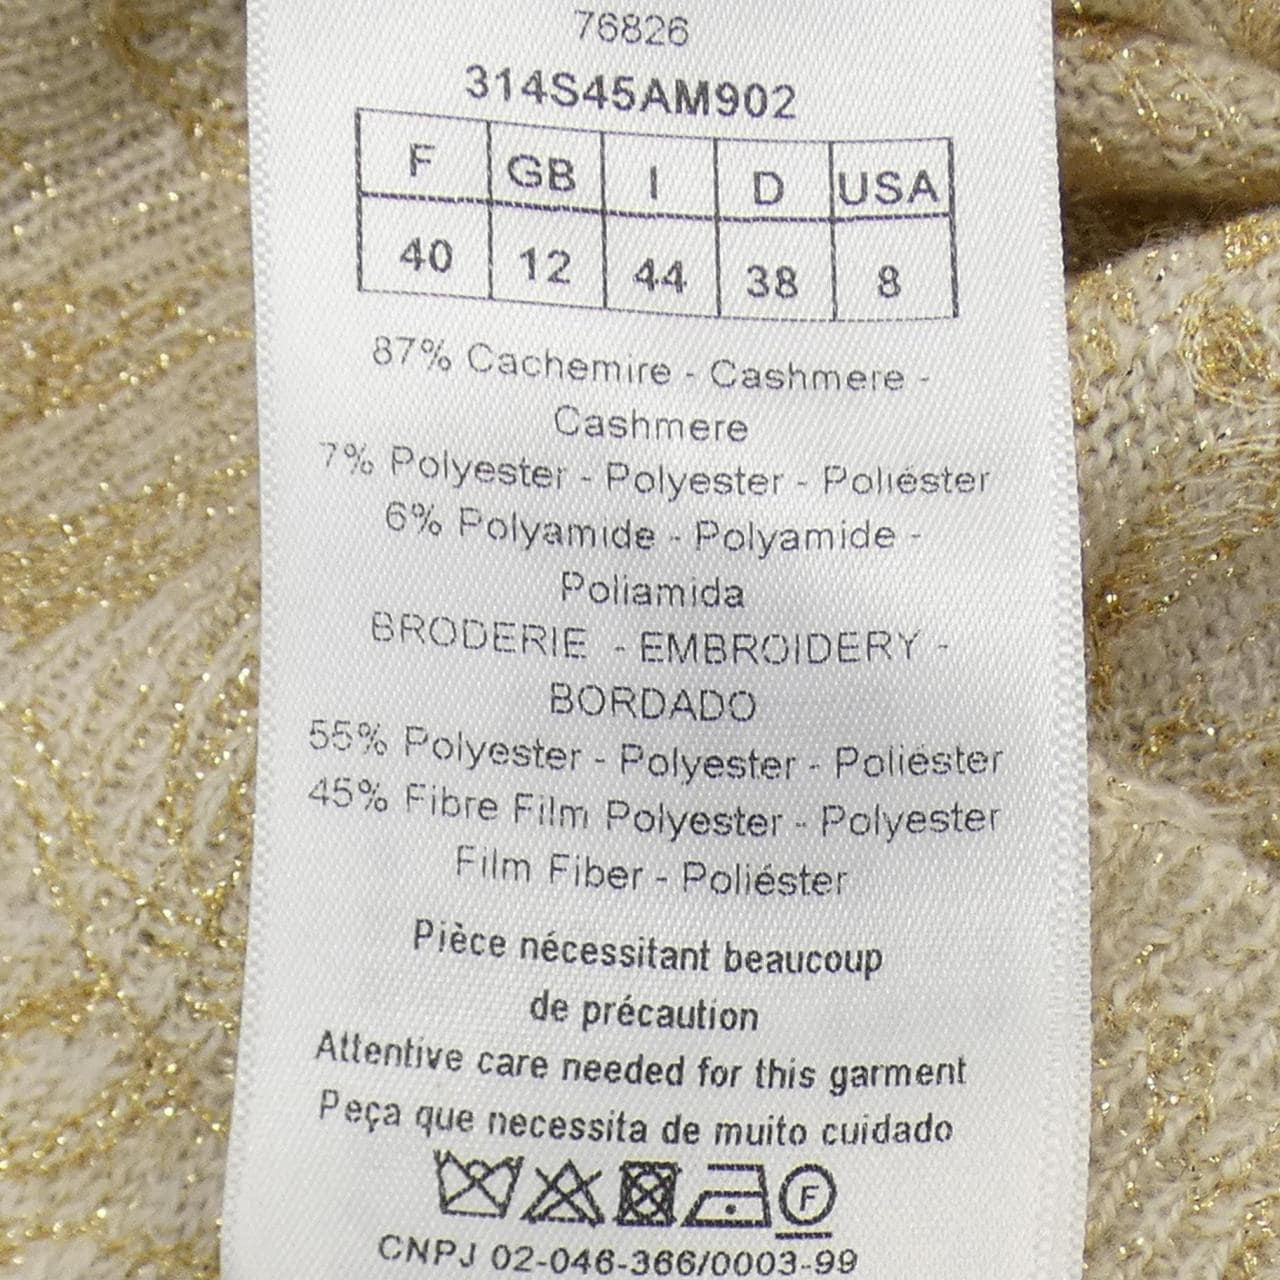 76826
314S45AM902
F GB I D USA
40 12 44 38 8
87% Cachemire - Cashmere -
Cashmere
7% Polyester - Polyester - Poliéster
6% Polyamide - Polyamide -
Poliamida
BRODERIE - EMBROIDERY -
BORDADO
55% Polyester - Polyester - Poliéster
45% Fibre Film Polyester - Polyester
Film Fiber - Poliéster
Pièce nécessitant beaucoup
de précaution
Attentive care needed for this garment
Peça que necessita de muito cuidado
F
CNPJ 02-046-366/0003-99